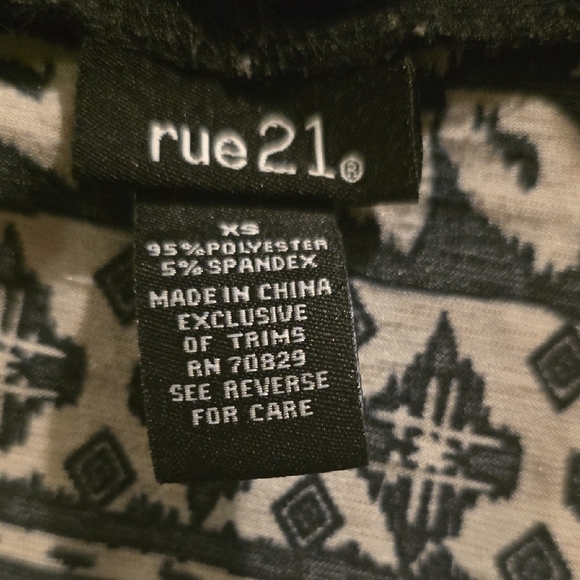 rue21®
XS
95%POLYESTER
5%SPANDEX
MADE IN CHINA
EXCLUSIVE
OF TRIMS
RN 70829
SEE REVERSE
FOR CARE